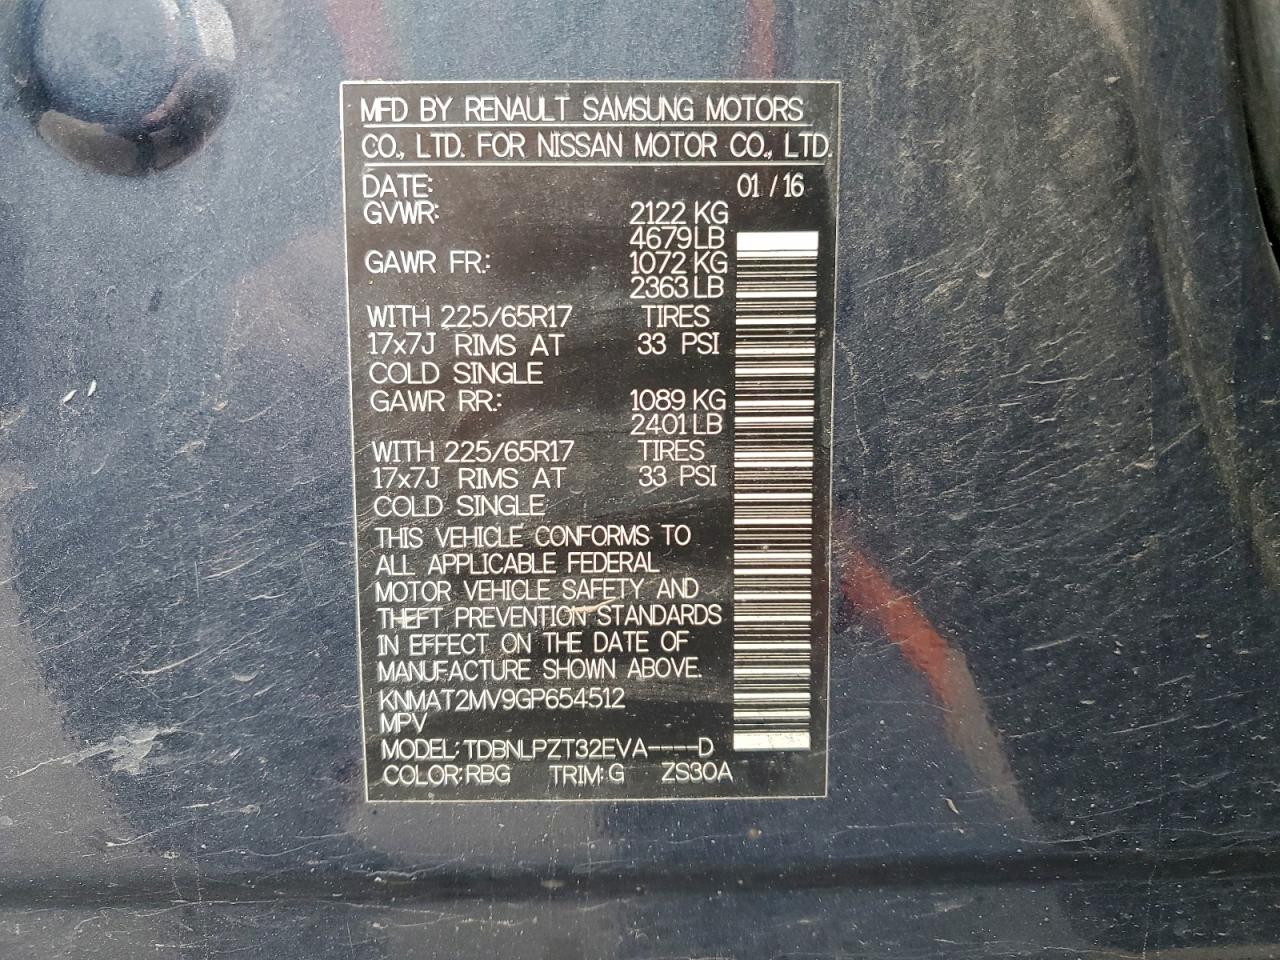 MFD BY RENAULT SAMSUNG MOTORS
CO., LTD. FOR NISSAN MOTOR CO., LTD.
DATE: 01 / 16
GVWR: 2122 KG
4679 LB
GAWR FR.: 1072 KG
2363 LB
WITH 225/65R17 TIRES
17x7J RIMS AT 33 PSI
COLD SINGLE
GAWR RR.: 1089 KG
2401 LB
WITH 225/65R17 TIRES
17x7J RIMS AT 33 PSI
COLD SINGLE
THIS VEHICLE CONFORMS TO
ALL APPLICABLE FEDERAL
MOTOR VEHICLE SAFETY AND
THEFT PREVENTION STANDARDS
IN EFFECT ON THE DATE OF
MANUFACTURE SHOWN ABOVE.
KNMAT2MV9GP654512
MPV
MODEL: TDBNLPZT32EVA----D
COLOR: RBG TRIM: G ZS30A